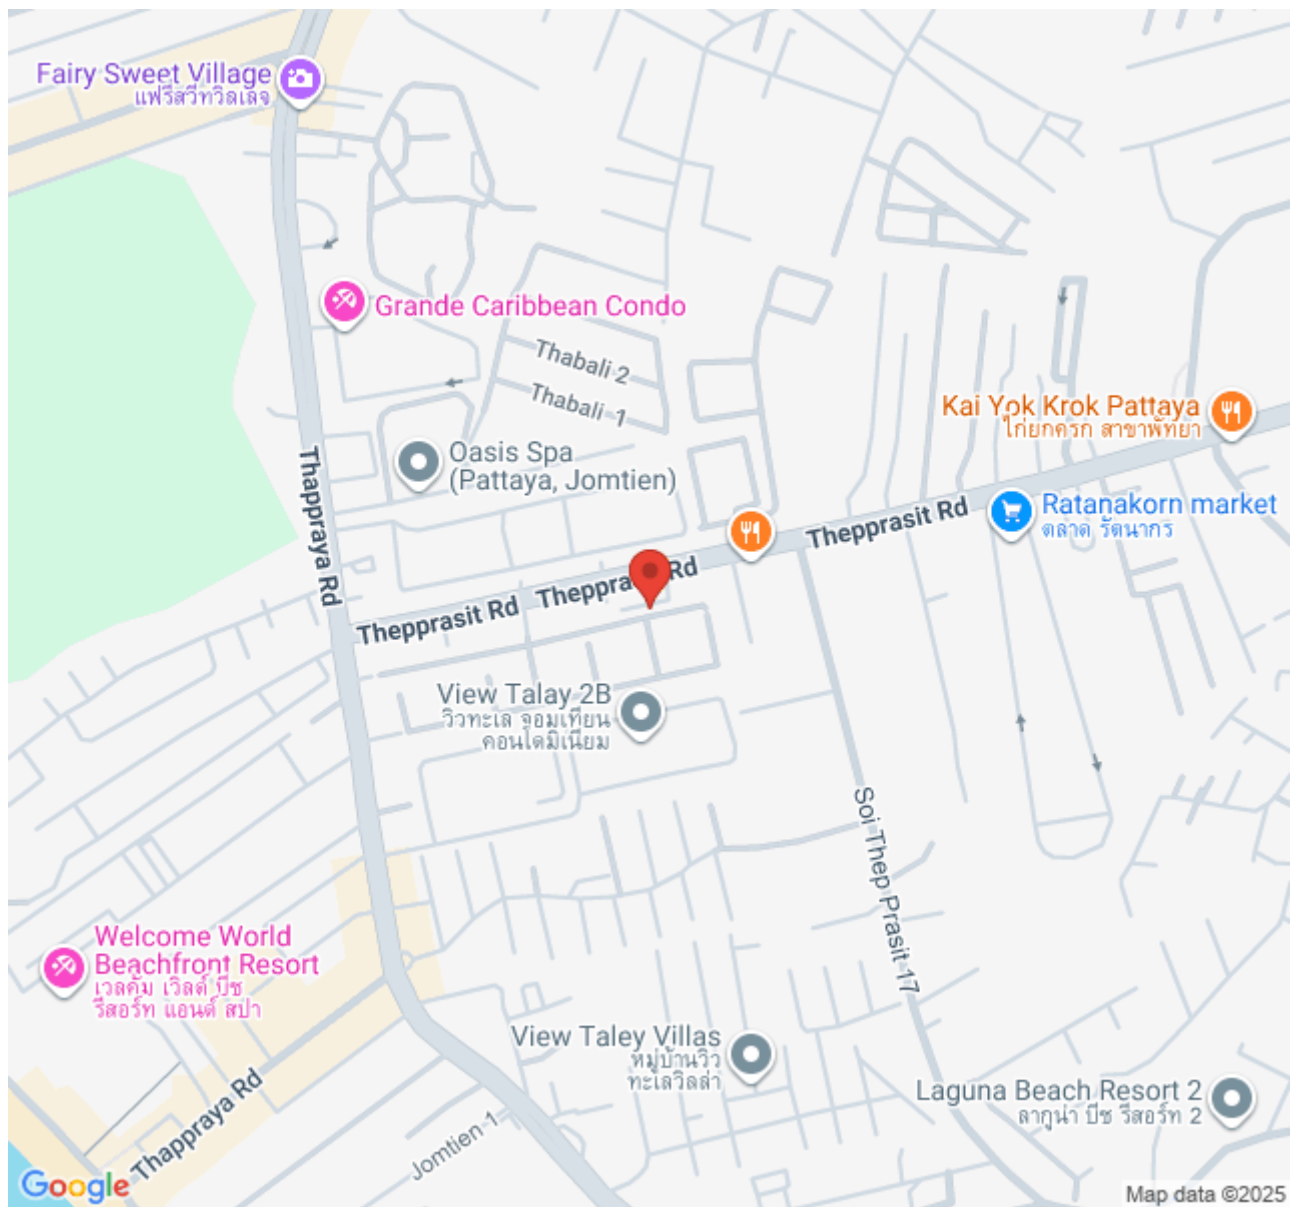 Fairy Sweet Village
แฟรี่สวีทวิลเลจ
Grande Caribbean Condo
Thabali 2
Thabali 1
Kai Yok Krok Pattaya
ไก่ยกครก สาขาพัทยา
Oasis Spa
(Pattaya, Jomtien)
Thappraya Rd
Ratanakorn market
ตลาด รัตนากร
Thepprasit Rd
Thepprasit Rd
View Talay 2B
วิวทะเล จอมเทียน
คอนโดมิเนียม
Soi Thep Prasit 17
Welcome World
Beachfront Resort
เวลคัม เวิลด์ บีช
รีสอร์ท แอนด์ สปา
View Taley Villas
หมู่บ้านวิว
ทะเลวิลล่า
Laguna Beach Resort 2
ลากูน่า บีช รีสอร์ท 2
Thappraya Rd
Jomtien 1
Google
Map data ©2025